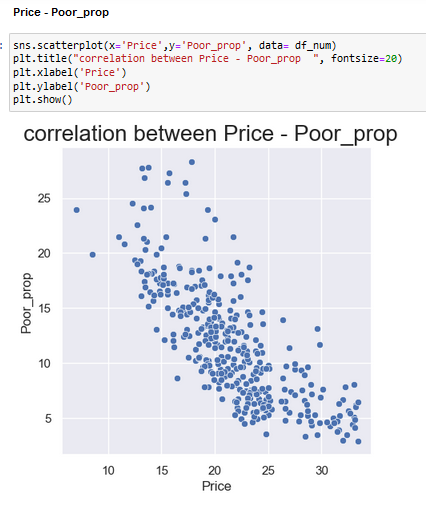 Price - Poor_prop
: sns.scatterplot(x='Price',y='Poor_prop', data= df_num)
plt.title("correlation between Price - Poor_prop  ", fontsize=20)
plt.xlabel('Price')
plt.ylabel('Poor_prop')
plt.show()
correlation between Price - Poor_prop
25
20
15
10
5
Poor_prop
10 15 20 25 30
Price